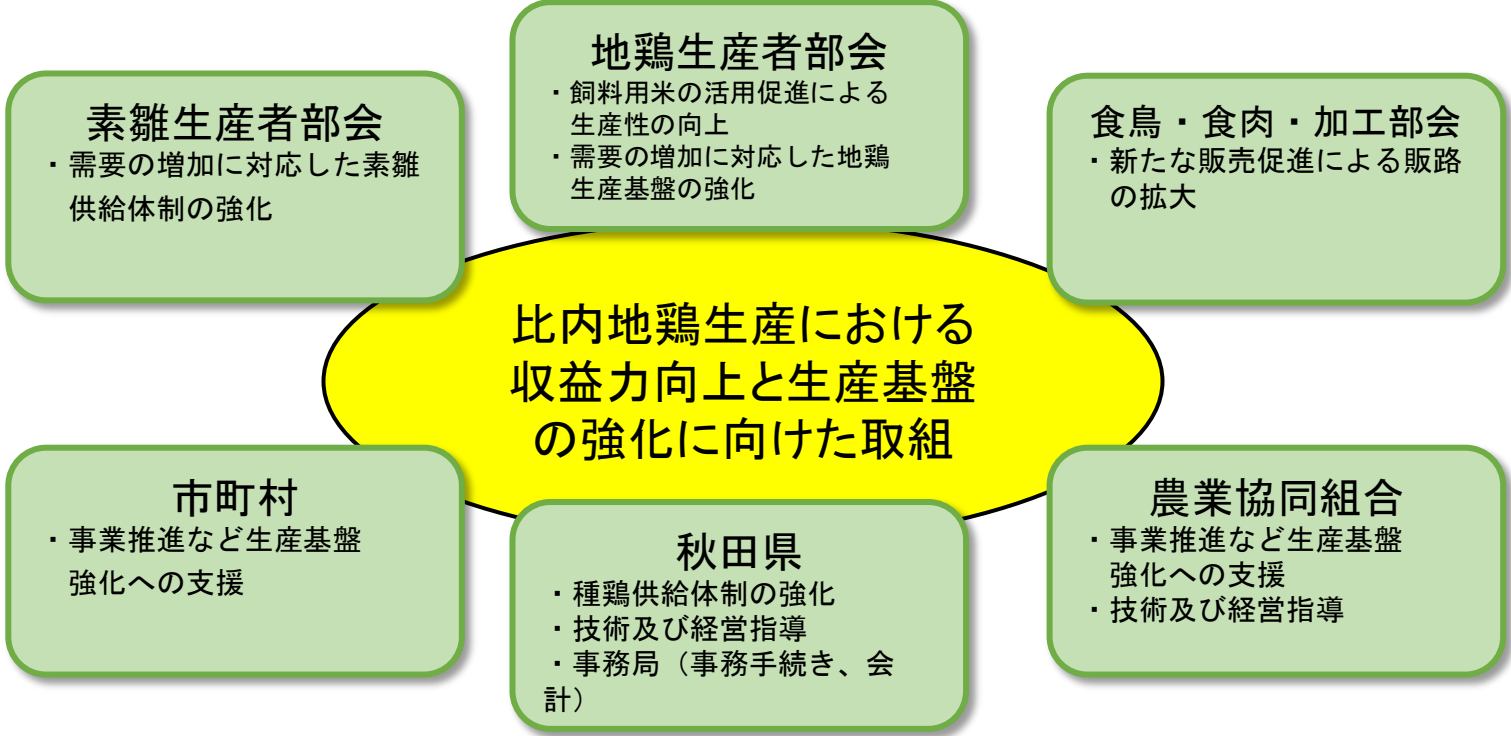 素雛生産者部会
・需要の増加に対応した素雛
供給体制の強化
地鶏生産者部会
・飼料用米の活用促進による
生産性の向上
・需要の増加に対応した地鶏
生産基盤の強化
食鳥・食肉・加工部会
・新たな販売促進による販路
の拡大
比内地鶏生産における
収益力向上と生産基盤
の強化に向けた取組
市町村
・事業推進など生産基盤
強化への支援
秋田県
・種鶏供給体制の強化
・技術及び経営指導
・事務局（事務手続き、会
計）
農業協同組合
・事業推進など生産基盤
強化への支援
・技術及び経営指導